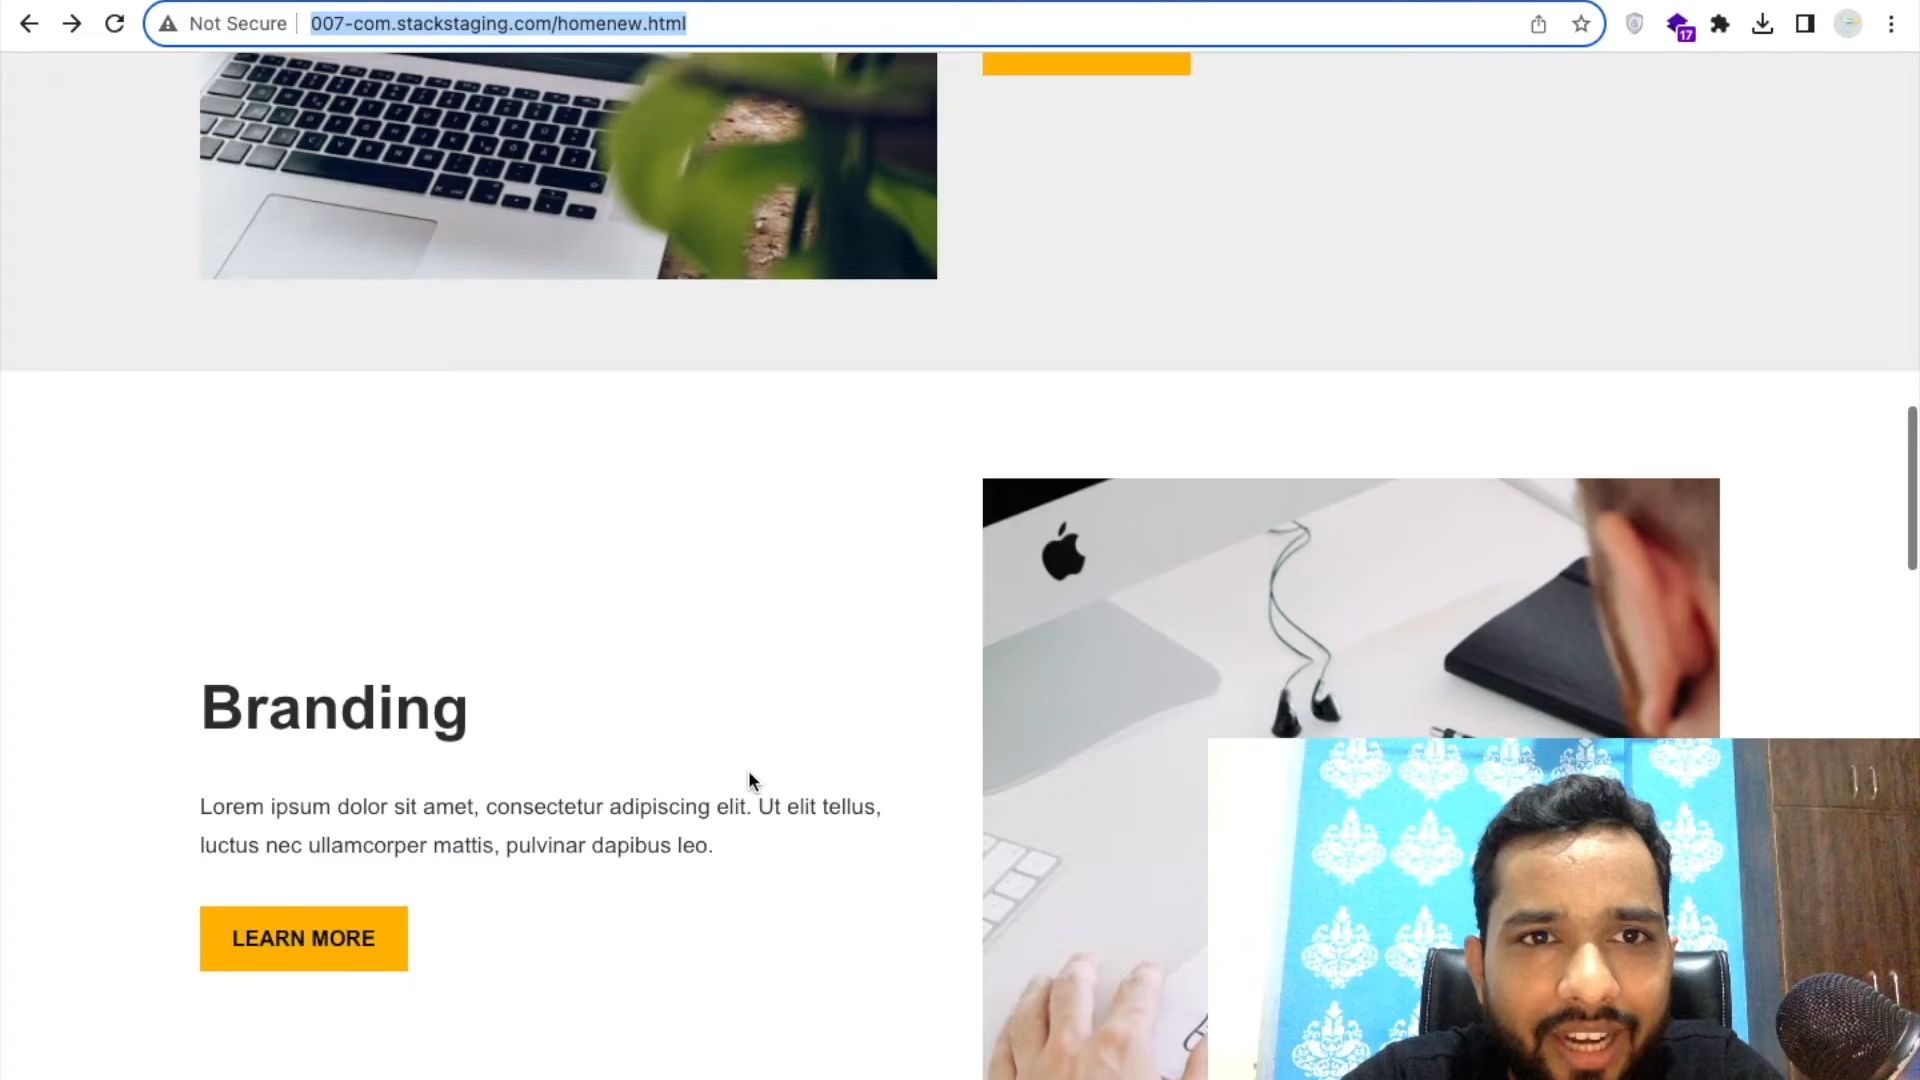 Not Secure
007-com.stackstaging.com/homenew.html
17
Branding
Lorem ipsum dolor sit amet, consectetur adipiscing elit. Ut elit tellus,
luctus nec ullamcorper mattis, pulvinar dapibus leo.
LEARN MORE